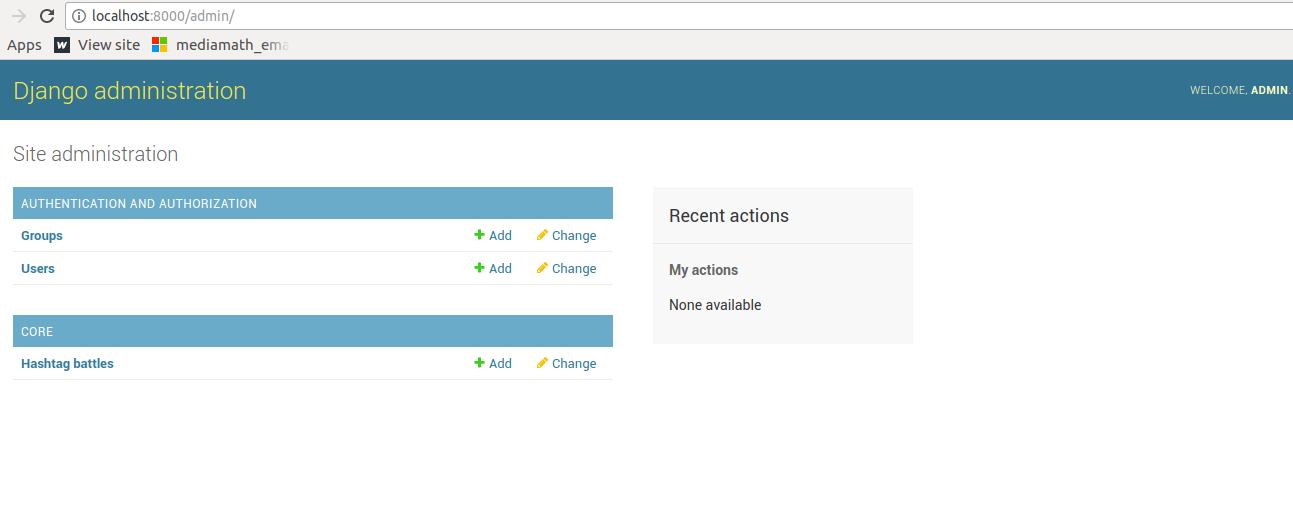 localhost:8000/admin/
Apps View site mediamath_ema
Django administration
WELCOME, ADMIN.
Site administration
AUTHENTICATION AND AUTHORIZATION
Groups Add Change
Users Add Change
CORE
Hashtag battles Add Change
Recent actions
My actions
None available